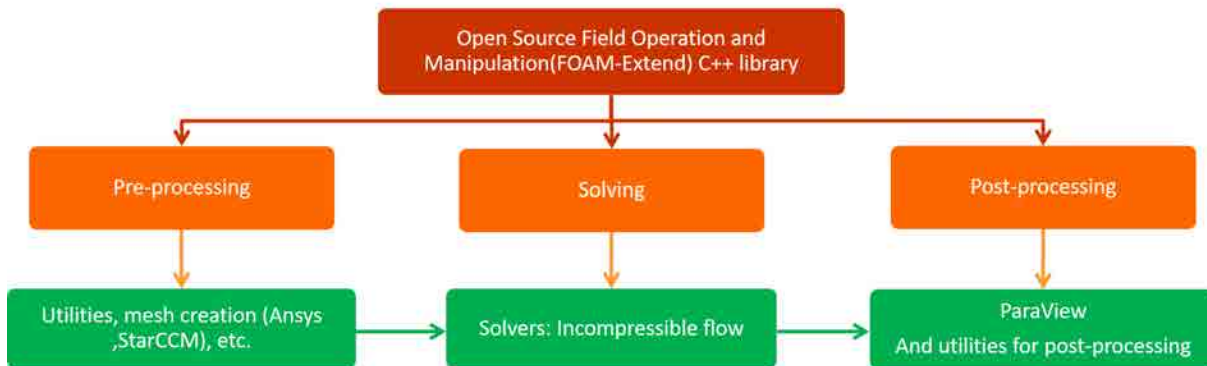 Open Source Field Operation and
Manipulation(FOAM-Extend) C++ library
Pre-processing
Solving
Post-processing
Utilities, mesh creation (Ansys
,StarCCM), etc.
Solvers: Incompressible flow
ParaView
And utilities for post-processing